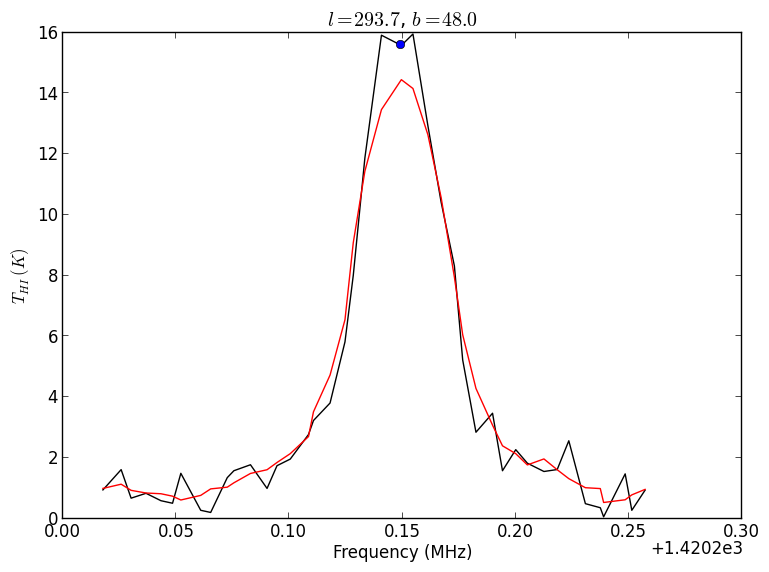 l = 293.7, b = 48.0
16
14
12
10
8
6
4
2
0
T_HI (K)
0.00 0.05 0.10 0.15 0.20 0.25 0.30
Frequency (MHz)
+1.4202e3